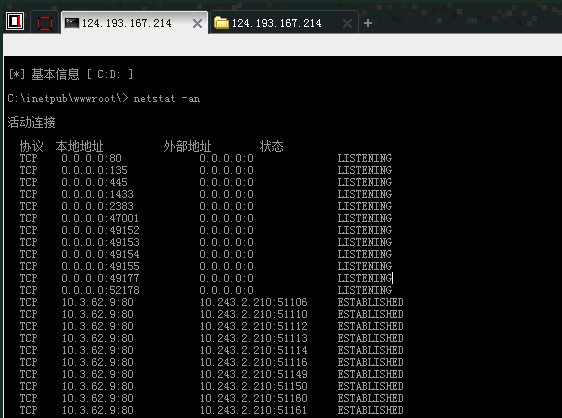 124.193.167.214 124.193.167.214
[*] 基本信息 [ C:D: ]
C:\inetpub\wwwroot\> netstat -an
活动连接
协议 本地地址 外部地址 状态
TCP 0.0.0.0:80 0.0.0.0:0 LISTENING
TCP 0.0.0.0:135 0.0.0.0:0 LISTENING
TCP 0.0.0.0:445 0.0.0.0:0 LISTENING
TCP 0.0.0.0:1433 0.0.0.0:0 LISTENING
TCP 0.0.0.0:2383 0.0.0.0:0 LISTENING
TCP 0.0.0.0:47001 0.0.0.0:0 LISTENING
TCP 0.0.0.0:49152 0.0.0.0:0 LISTENING
TCP 0.0.0.0:49153 0.0.0.0:0 LISTENING
TCP 0.0.0.0:49154 0.0.0.0:0 LISTENING
TCP 0.0.0.0:49155 0.0.0.0:0 LISTENING
TCP 0.0.0.0:49177 0.0.0.0:0 LISTENING
TCP 0.0.0.0:52178 0.0.0.0:0 LISTENING
TCP 10.3.62.9:80 10.243.2.210:51106 ESTABLISHED
TCP 10.3.62.9:80 10.243.2.210:51110 ESTABLISHED
TCP 10.3.62.9:80 10.243.2.210:51112 ESTABLISHED
TCP 10.3.62.9:80 10.243.2.210:51113 ESTABLISHED
TCP 10.3.62.9:80 10.243.2.210:51114 ESTABLISHED
TCP 10.3.62.9:80 10.243.2.210:51116 ESTABLISHED
TCP 10.3.62.9:80 10.243.2.210:51149 ESTABLISHED
TCP 10.3.62.9:80 10.243.2.210:51150 ESTABLISHED
TCP 10.3.62.9:80 10.243.2.210:51160 ESTABLISHED
TCP 10.3.62.9:80 10.243.2.210:51161 ESTABLISHED